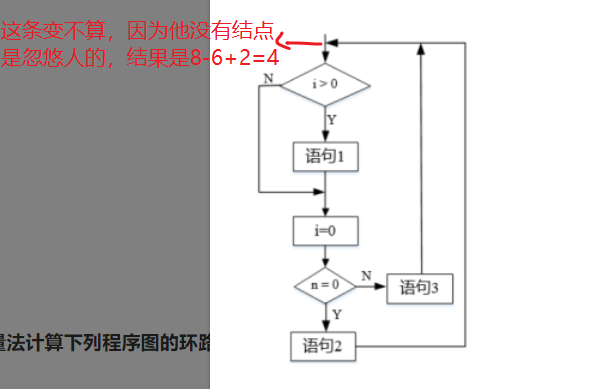 这条变不算，因为他没有结点
是忽悠人的，结果是8-6+2=4
N
i > 0
Y
语句1
i=0
n = 0
N
语句3
Y
量法计算下列程序图的环路
语句2